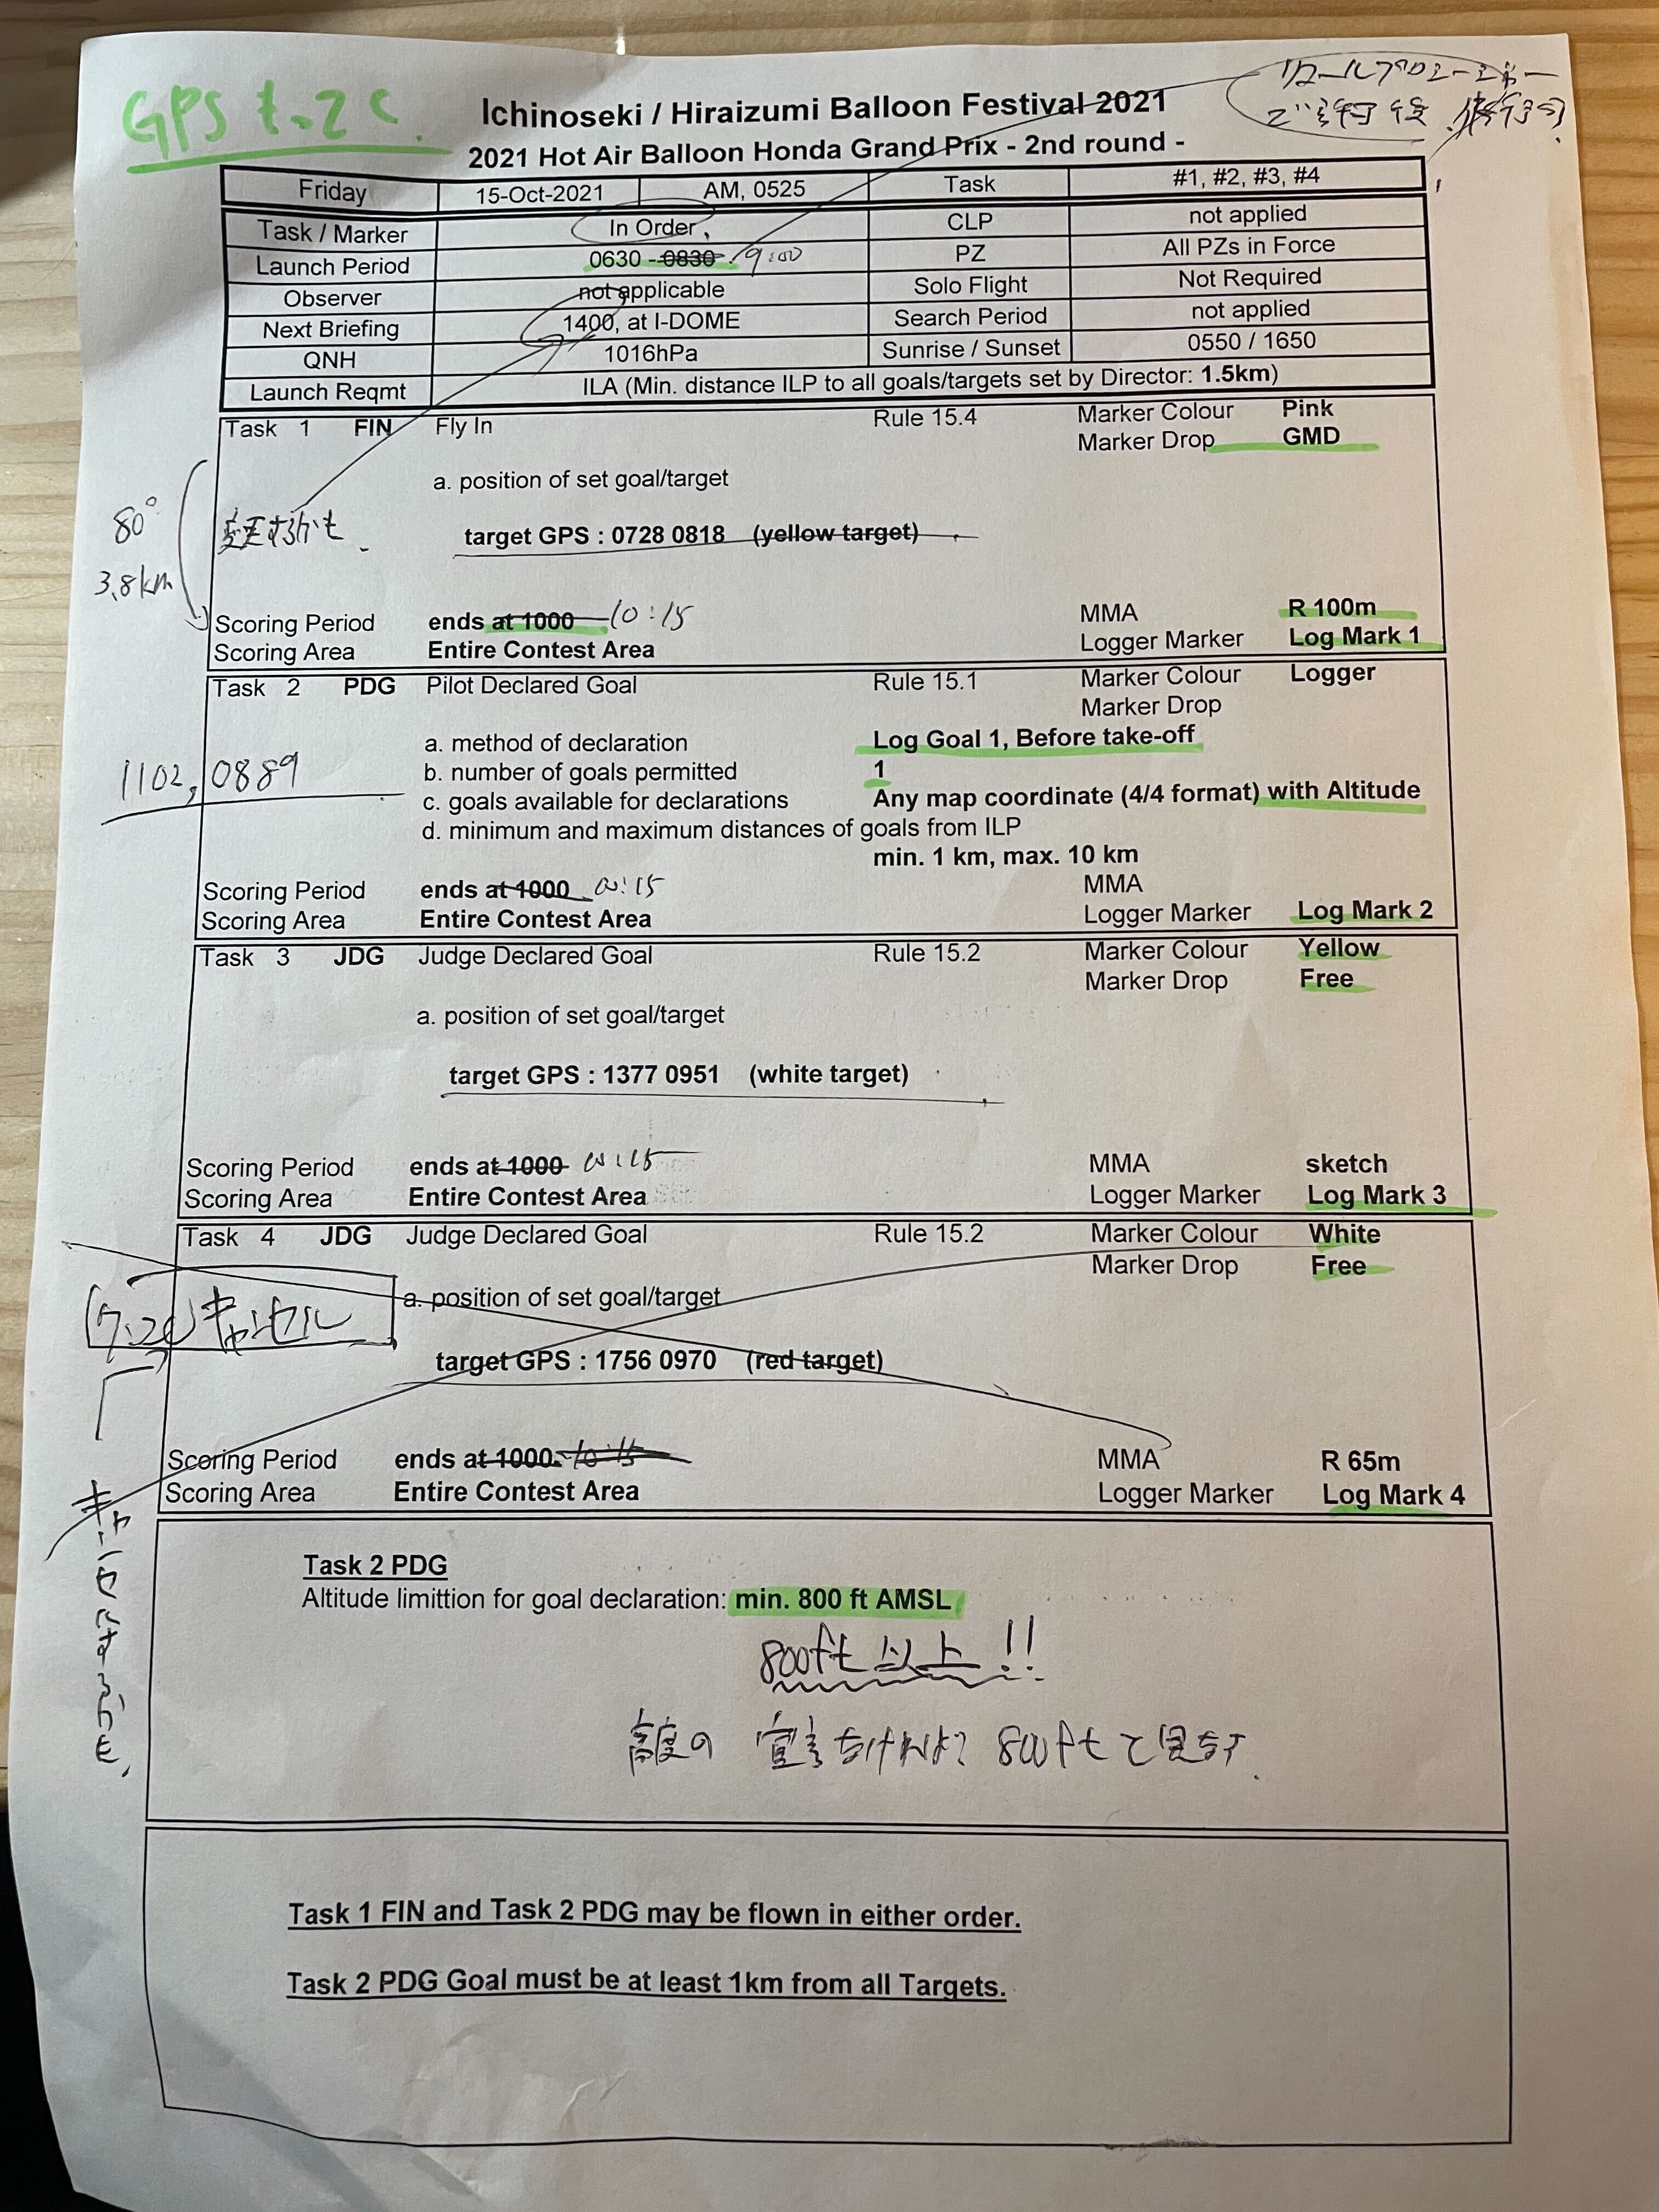 GPS t.2c.
リコールアプローチ
許可後
Ichinoseki / Hiraizumi Balloon Festival 2021
2021 Hot Air Balloon Honda Grand Prix - 2nd round -
Friday 15-Oct-2021 AM, 0525 Task #1, #2, #3, #4
Task / Marker In Order CLP not applied
Launch Period 0630 - 0830 9:00 PZ All PZs in Force
Observer not applicable Solo Flight Not Required
Next Briefing 1400, at I-DOME Search Period not applied
QNH 1016hPa Sunrise / Sunset 0550 / 1650
Launch Reqmt ILA (Min. distance ILP to all goals/targets set by Director: 1.5km)
Task 1 FIN Fly In Rule 15.4 Marker Colour Pink
Marker Drop GMD
a. position of set goal/target
80°
変更するかも
target GPS : 0728 0818 (yellow target)
3.8km
Scoring Period ends at 1000 10:15 MMA R 100m
Scoring Area Entire Contest Area Logger Marker Log Mark 1
Task 2 PDG Pilot Declared Goal Rule 15.1 Marker Colour Logger
Marker Drop
a. method of declaration Log Goal 1, Before take-off
1102, 0889
b. number of goals permitted 1
c. goals available for declarations Any map coordinate (4/4 format) with Altitude
d. minimum and maximum distances of goals from ILP
min. 1 km, max. 10 km
Scoring Period ends at 1000 10:15 MMA
Scoring Area Entire Contest Area Logger Marker Log Mark 2
Task 3 JDG Judge Declared Goal Rule 15.2 Marker Colour Yellow
Marker Drop Free
a. position of set goal/target
target GPS : 1377 0951 (white target)
Scoring Period ends at 1000 10:15 MMA sketch
Scoring Area Entire Contest Area Logger Marker Log Mark 3
Task 4 JDG Judge Declared Goal Rule 15.2 Marker Colour White
Marker Drop Free
a. position of set goal/target
7:20 キャンセル
target GPS : 1756 0970 (red target)
Scoring Period ends at 1000 10:15 MMA R 65m
Scoring Area Entire Contest Area Logger Marker Log Mark 4
キャンセルするかも、
Task 2 PDG
Altitude limittion for goal declaration: min. 800 ft AMSL
800ft 以上!!
高度の 宣言なければ 800ftと見なす.
Task 1 FIN and Task 2 PDG may be flown in either order.
Task 2 PDG Goal must be at least 1km from all Targets.